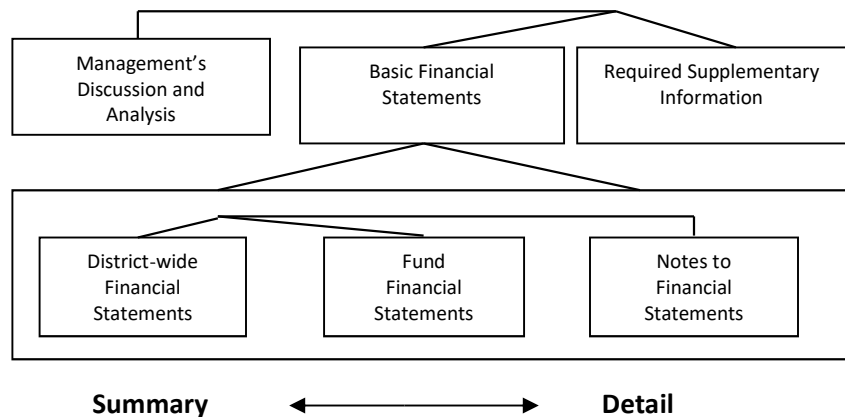 Management’s
Discussion and
Analysis
Basic Financial
Statements
Required Supplementary
Information
District-wide
Financial
Statements
Fund
Financial
Statements
Notes to
Financial
Statements
Summary
Detail